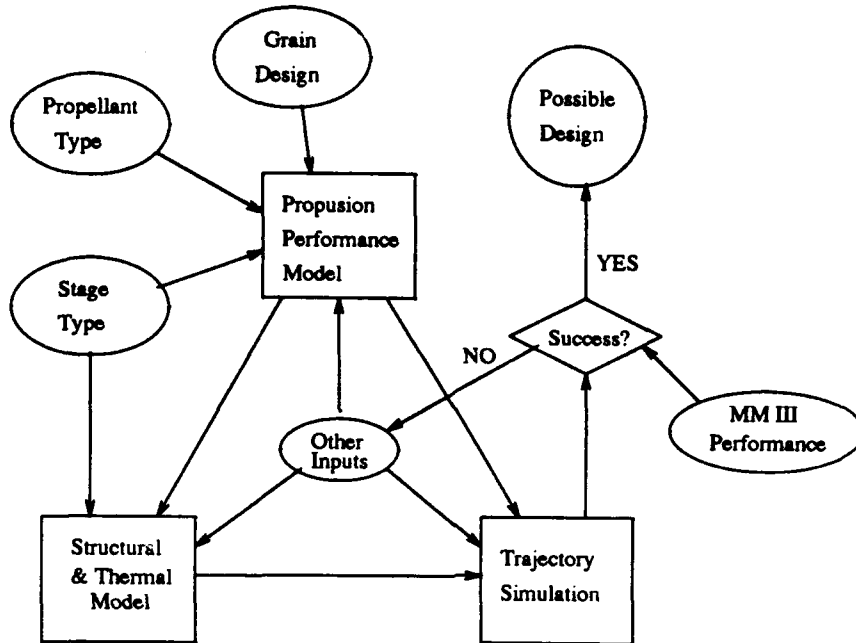 Grain
Design
Propellant
Type
Possible
Design
Propusion
Performance
Model
Stage
Type
YES
Success?
NO
MM III
Performance
Other
Inputs
Structural
& Thermal
Model
Trajectory
Simulation